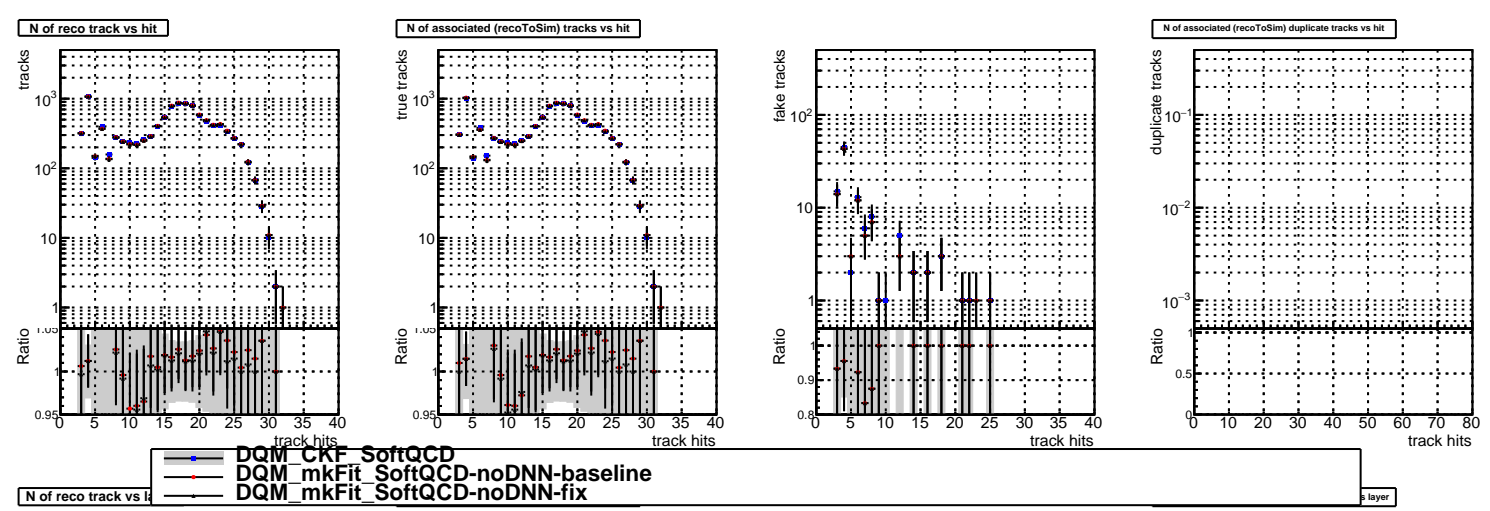 N of reco track vs hit
N of associated (recoToSim) tracks vs hit
N of associated (recoToSim) duplicate tracks vs hit
tracks
10³
10²
10
1
Ratio
1.05
1
0.95
0 5 10 15 20 25 30 35 40
track hits
true tracks
10³
10²
10
1
Ratio
1.05
1
0.95
0 5 10 15 20 25 30 35 40
track hits
fake tracks
10²
10
1
Ratio
1
0.9
0.8
0 5 10 15 20 25 30 35 40
track hits
duplicate tracks
10⁻¹
10⁻²
10⁻³
Ratio
1
0.5
0
0 10 20 30 40 50 60 70 80
track hits
DQM_CKF_SoftQCD
DQM_mkFit_SoftQCD-noDNN-baseline
DQM_mkFit_SoftQCD-noDNN-fix
N of reco track vs la
s layer